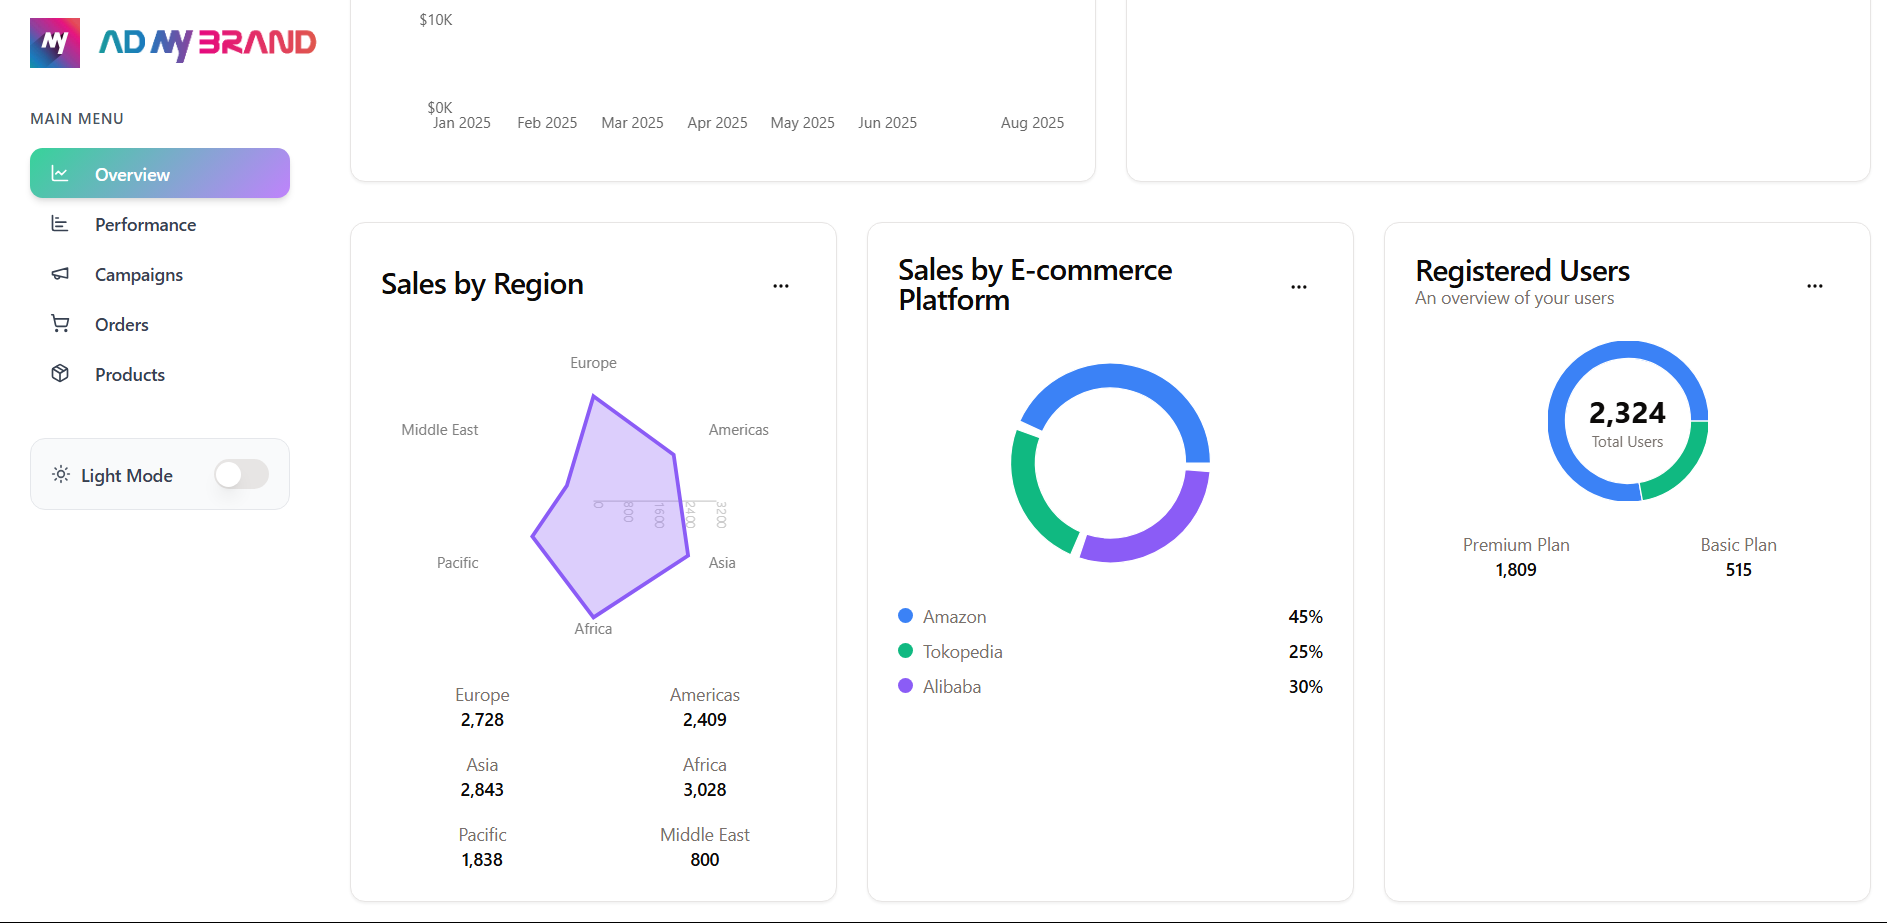 my AD MY BRAND
MAIN MENU
Overview
Performance
Campaigns
Orders
Products
Light Mode
$10K
$0K
Jan 2025 Feb 2025 Mar 2025 Apr 2025 May 2025 Jun 2025 Aug 2025
Sales by Region
Europe
Middle East Americas
0 800 1600 2400 3200
Pacific Asia
Africa
Europe Americas
2,728 2,409
Asia Africa
2,843 3,028
Pacific Middle East
1,838 800
Sales by E-commerce
Platform
Amazon 45%
Tokopedia 25%
Alibaba 30%
Registered Users
An overview of your users
2,324
Total Users
Premium Plan Basic Plan
1,809 515